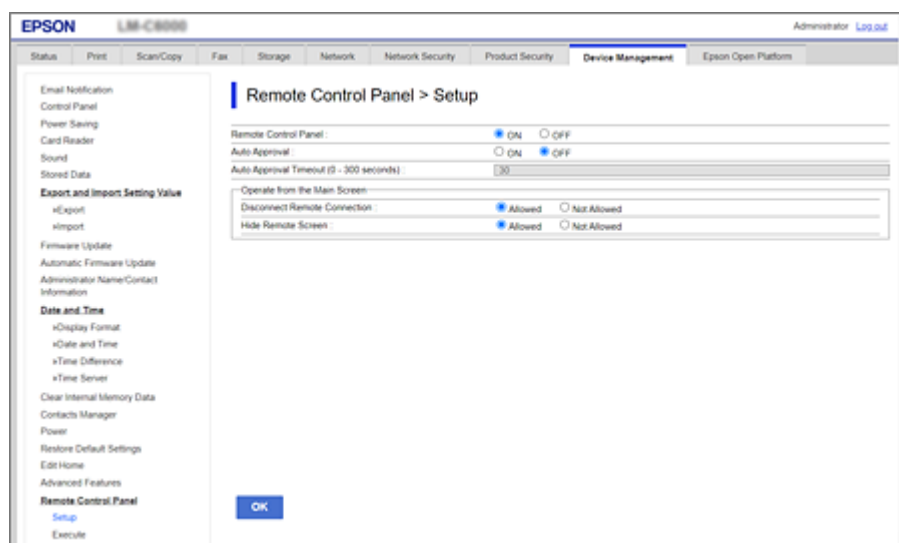 EPSON
Administrator Log out
Status Print Scan/Copy Fax Storage Network Network Security Product Security Device Management Epson Open Platform
Email Notification
Control Panel
Power Saving
Card Reader
Sound
Stored Data
Export and Import Setting Value
»Export
»Import
Firmware Update
Automatic Firmware Update
Administrator Name/Contact
Information
Date and Time
»Display Format
»Date and Time
»Time Difference
»Time Server
Clear Internal Memory Data
Contacts Manager
Power
Restore Default Settings
Edit Home
Advanced Features
Remote Control Panel
Setup
Execute
Remote Control Panel > Setup
Remote Control Panel : ON OFF
Auto Approval : ON OFF
Auto Approval Timeout (0 - 300 seconds) : 30
Operate from the Main Screen
Disconnect Remote Connection : Allowed Not Allowed
Hide Remote Screen : Allowed Not Allowed
OK